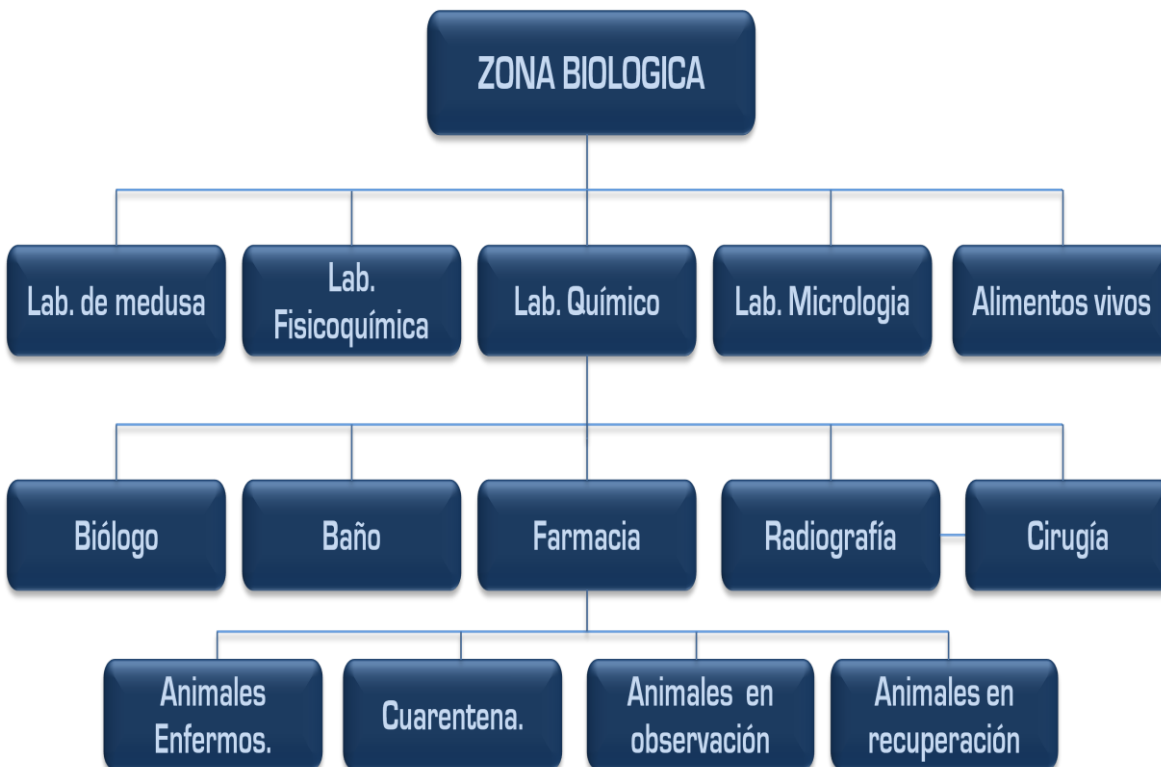 ZONA BIOLOGICA
Lab. de medusa
Lab.
Fisicoquímica
Lab. Químico
Lab. Micrologia
Alimentos vivos
Biólogo
Baño
Farmacia
Radiografía
Cirugía
Animales
Enfermos.
Cuarentena.
Animales en
observación
Animales en
recuperación